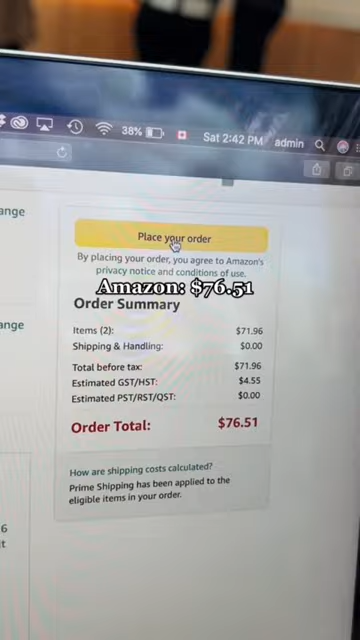 38%
Sat 2:42 PM admin
ange
Place your order
By placing your order, you agree to Amazon's
privacy notice and conditions of use.
Amazon: $76.51
Order Summary
ange
Items (2): $71.96
Shipping & Handling: $0.00
Total before tax: $71.96
Estimated GST/HST: $4.55
Estimated PST/RST/QST: $0.00
Order Total: $76.51
How are shipping costs calculated?
Prime Shipping has been applied to the
eligible items in your order.
6
t